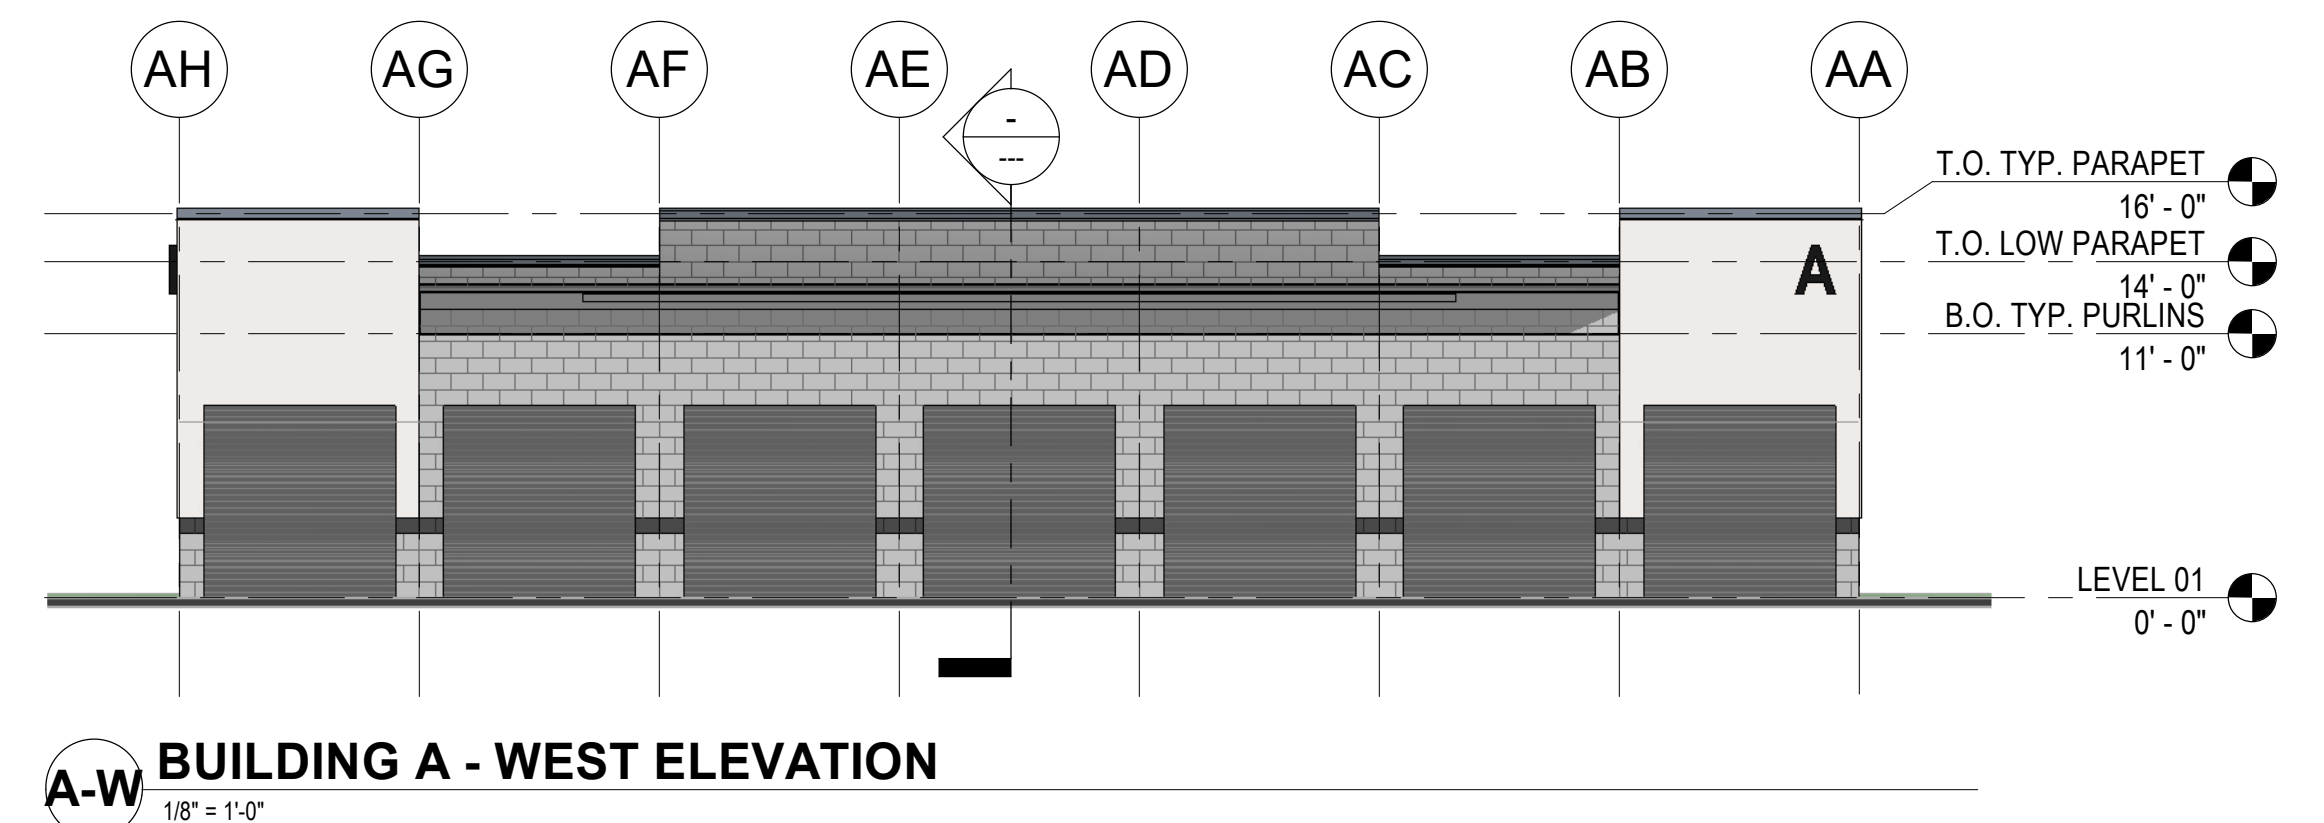 AH AG AF AE AD AC AB AA
-
---
T.O. TYP. PARAPET
16' - 0"
T.O. LOW PARAPET
14' - 0"
B.O. TYP. PURLINS
11' - 0"
A
LEVEL 01
0' - 0"
A-W
BUILDING A - WEST ELEVATION
1/8" = 1'-0"